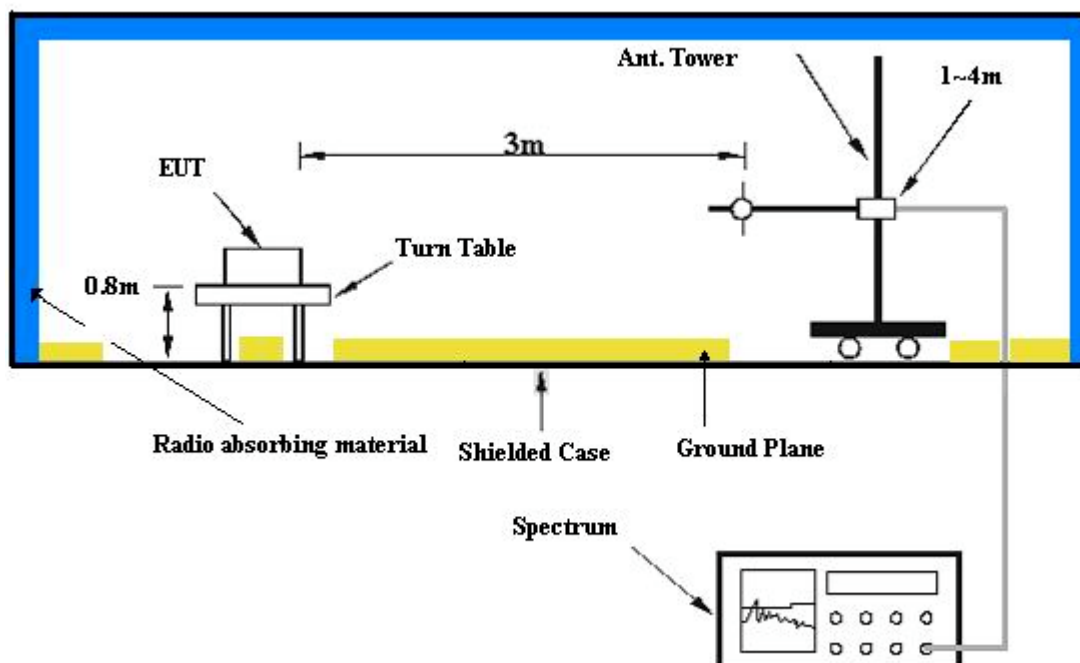 Ant. Tower
1~4m
3m
EUT
Turn Table
0.8m
Radio absorbing material
Shielded Case
Ground Plane
Spectrum